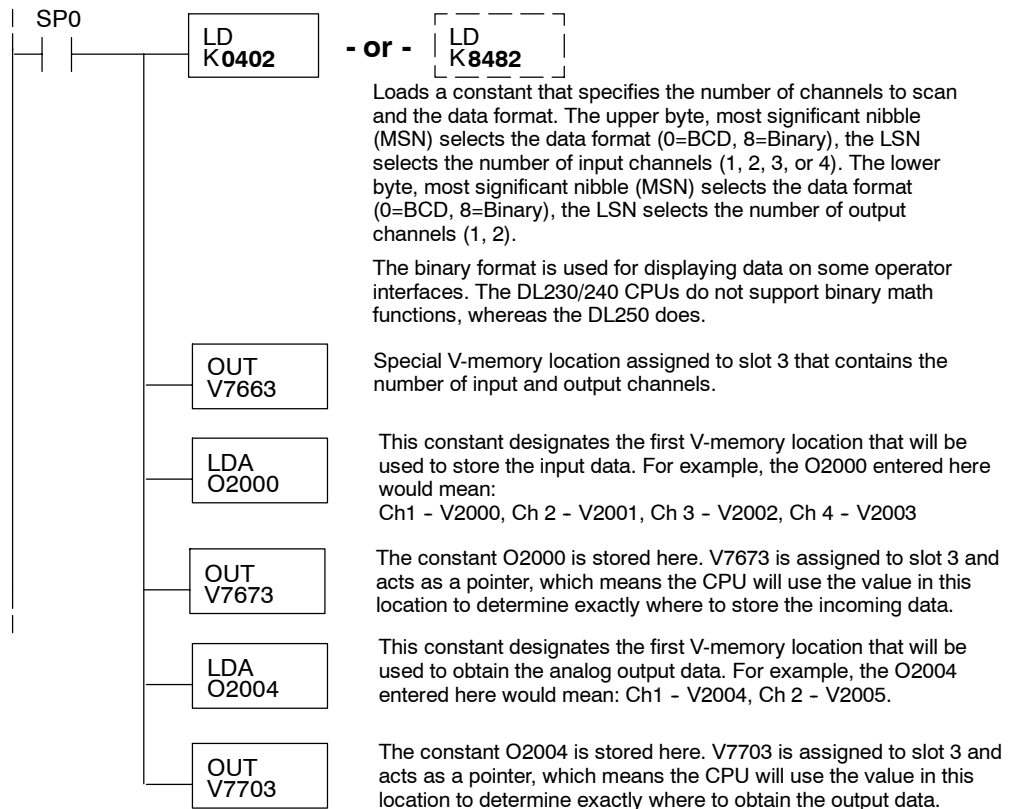 SP0
LD
K0402
- or -
LD
K8482
Loads a constant that specifies the number of channels to scan
and the data format. The upper byte, most significant nibble
(MSN) selects the data format (0=BCD, 8=Binary), the LSN
selects the number of input channels (1, 2, 3, or 4). The lower
byte, most significant nibble (MSN) selects the data format
(0=BCD, 8=Binary), the LSN selects the number of output
channels (1, 2).
The binary format is used for displaying data on some operator
interfaces. The DL230/240 CPUs do not support binary math
functions, whereas the DL250 does.
OUT
V7663
Special V-memory location assigned to slot 3 that contains the
number of input and output channels.
LDA
O2000
This constant designates the first V-memory location that will be
used to store the input data. For example, the O2000 entered here
would mean:
Ch1 - V2000, Ch 2 - V2001, Ch 3 - V2002, Ch 4 - V2003
OUT
V7673
The constant O2000 is stored here. V7673 is assigned to slot 3 and
acts as a pointer, which means the CPU will use the value in this
location to determine exactly where to store the incoming data.
LDA
O2004
This constant designates the first V-memory location that will be
used to obtain the analog output data. For example, the O2004
entered here would mean: Ch1 - V2004, Ch 2 - V2005.
OUT
V7703
The constant O2004 is stored here. V7703 is assigned to slot 3 and
acts as a pointer, which means the CPU will use the value in this
location to determine exactly where to obtain the output data.